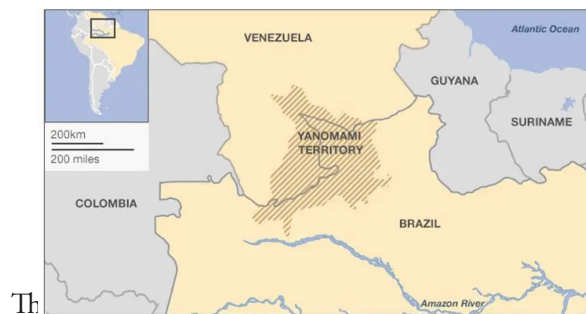 Atlantic Ocean
VENEZUELA
GUYANA
SURINAME
200km
200 miles
YANOMAMI
TERRITORY
COLOMBIA
BRAZIL
Amazon River
Th